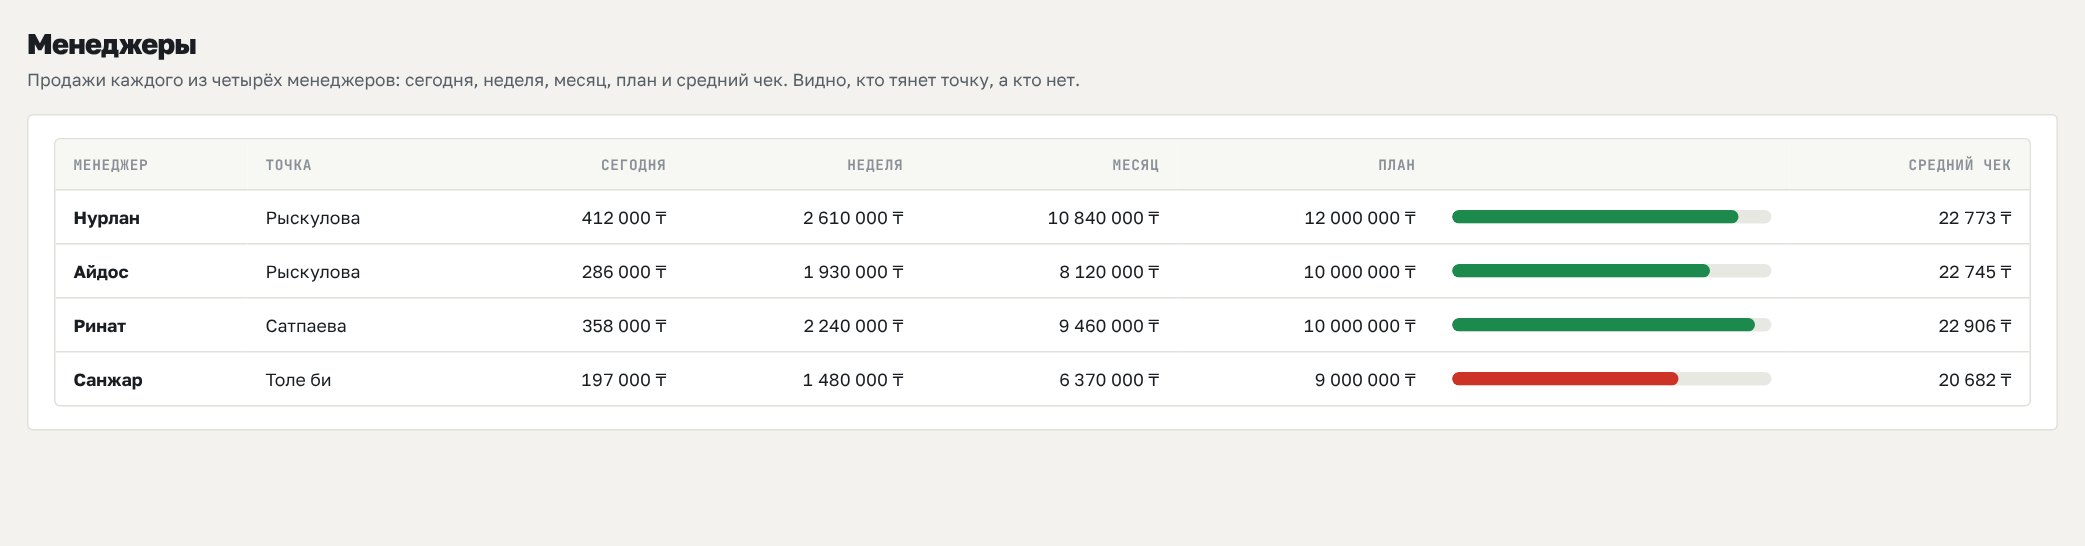 Менеджеры
Продажи каждого из четырёх менеджеров: сегодня, неделя, месяц, план и средний чек. Видно, кто тянет точку, а кто нет.
МЕНЕДЖЕР ТОЧКА СЕГОДНЯ НЕДЕЛЯ МЕСЯЦ ПЛАН СРЕДНИЙ ЧЕК
Нурлан Рыскулова 412 000 ₸ 2 610 000 ₸ 10 840 000 ₸ 12 000 000 ₸ 22 773 ₸
Айдос Рыскулова 286 000 ₸ 1 930 000 ₸ 8 120 000 ₸ 10 000 000 ₸ 22 745 ₸
Ринат Сатпаева 358 000 ₸ 2 240 000 ₸ 9 460 000 ₸ 10 000 000 ₸ 22 906 ₸
Санжар Толе би 197 000 ₸ 1 480 000 ₸ 6 370 000 ₸ 9 000 000 ₸ 20 682 ₸